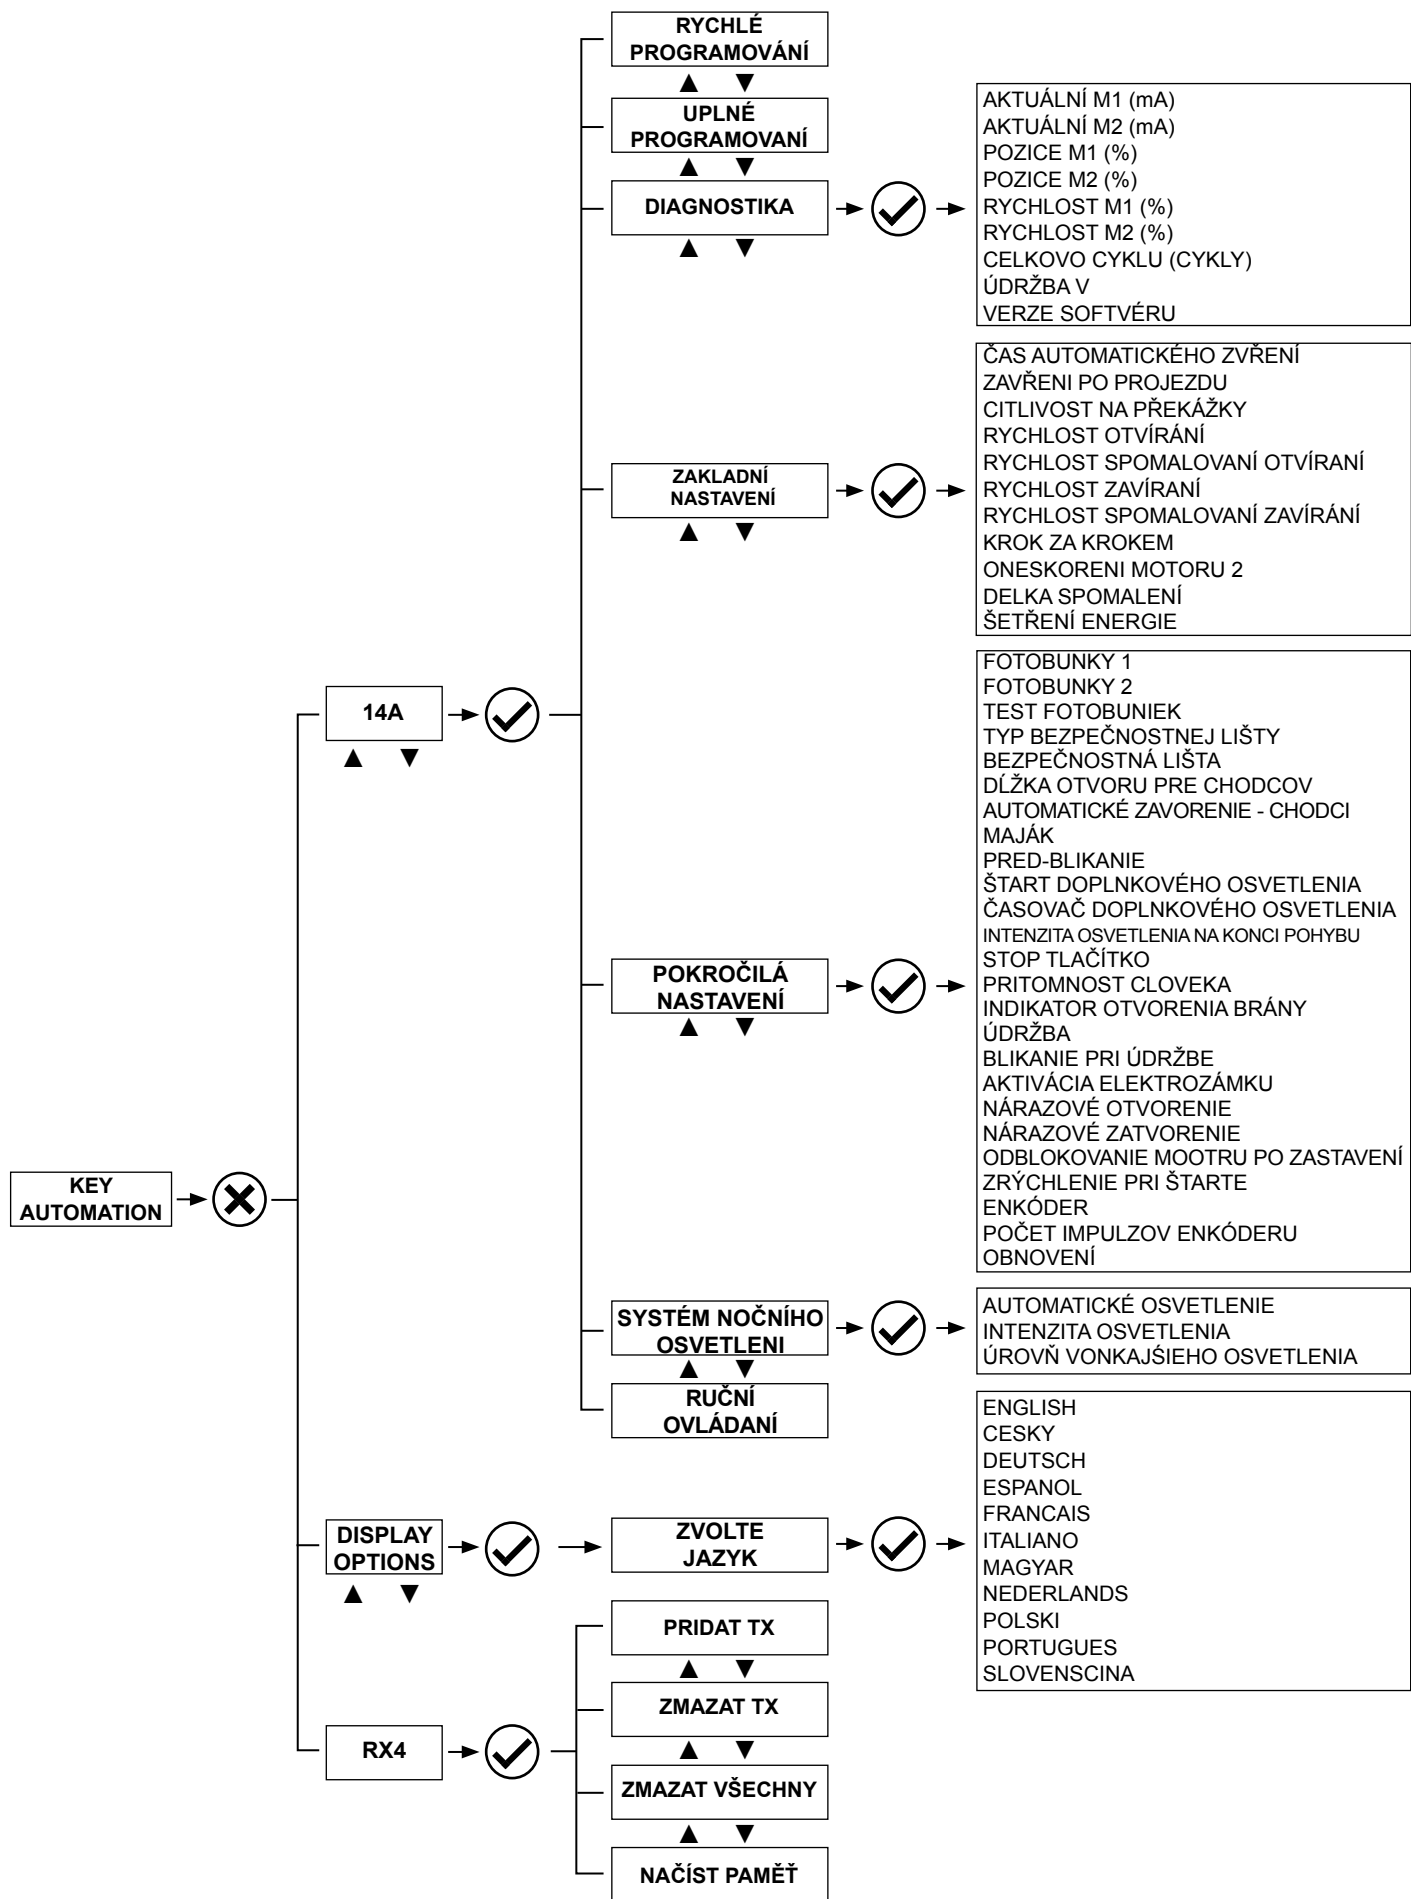 RYCHLÉ
PROGRAMOVÁNÍ
UPLNÉ
PROGRAMOVANÍ
DIAGNOSTIKA
AKTUÁLNÍ M1 (mA)
AKTUÁLNÍ M2 (mA)
POZICE M1 (%)
POZICE M2 (%)
RYCHLOST M1 (%)
RYCHLOST M2 (%)
CELKOVO CYKLU (CYKLY)
ÚDRŽBA V
VERZE SOFTVÉRU
ZAKLADNÍ
NASTAVENÍ
ČAS AUTOMATICKÉHO ZVŘENÍ
ZAVŘENI PO PROJEZDU
CITLIVOST NA PŘEKÁŽKY
RYCHLOST OTVÍRÁNÍ
RYCHLOST SPOMALOVANÍ OTVÍRANÍ
RYCHLOST ZAVÍRANÍ
RYCHLOST SPOMALOVANÍ ZAVÍRÁNÍ
KROK ZA KROKEM
ONESKORENI MOTORU 2
DELKA SPOMALENÍ
ŠETŘENÍ ENERGIE
14A
POKROČILÁ
NASTAVENÍ
FOTOBUNKY 1
FOTOBUNKY 2
TEST FOTOBUNIEK
TYP BEZPEČNOSTNEJ LIŠTY
BEZPEČNOSTNÁ LIŠTA
DĹŽKA OTVORU PRE CHODCOV
AUTOMATICKÉ ZAVORENIE - CHODCI
MAJÁK
PRED-BLIKANIE
ŠTART DOPLNKOVÉHO OSVETLENIA
ČASOVAČ DOPLNKOVÉHO OSVETLENIA
INTENZITA OSVETLENIA NA KONCI POHYBU
STOP TLAČÍTKO
PRITOMNOST CLOVEKA
INDIKATOR OTVORENIA BRÁNY
ÚDRŽBA
BLIKANIE PRI ÚDRŽBE
AKTIVÁCIA ELEKTROZÁMKU
NÁRAZOVÉ OTVORENIE
NÁRAZOVÉ ZATVORENIE
ODBLOKOVANIE MOOTRU PO ZASTAVENÍ
ZRÝCHLENIE PRI ŠTARTE
ENKÓDER
POČET IMPULZOV ENKÓDERU
OBNOVENÍ
KEY
AUTOMATION
SYSTÉM NOČNÍHO
OSVETLENI
AUTOMATICKÉ OSVETLENIE
INTENZITA OSVETLENIA
ÚROVŇ VONKAJŚIEHO OSVETLENIA
RUČNÍ
OVLÁDANÍ
DISPLAY
OPTIONS
ZVOLTE
JAZYK
ENGLISH
CESKY
DEUTSCH
ESPANOL
FRANCAIS
ITALIANO
MAGYAR
NEDERLANDS
POLSKI
PORTUGUES
SLOVENSCINA
RX4
PRIDAT TX
ZMAZAT TX
ZMAZAT VŠECHNY
NAČÍST PAMĚŤ